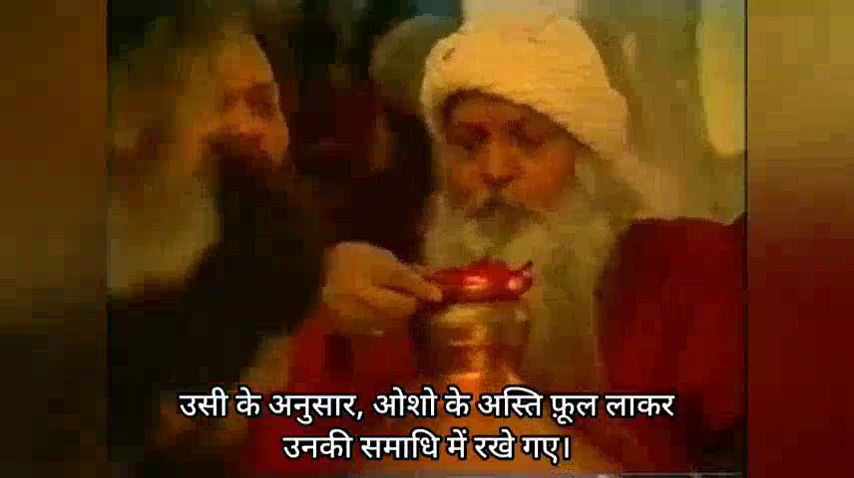 उसी के अनुसार, ओशो के अस्ति फ़ूल लाकर
उनकी समाधि में रखे गए।